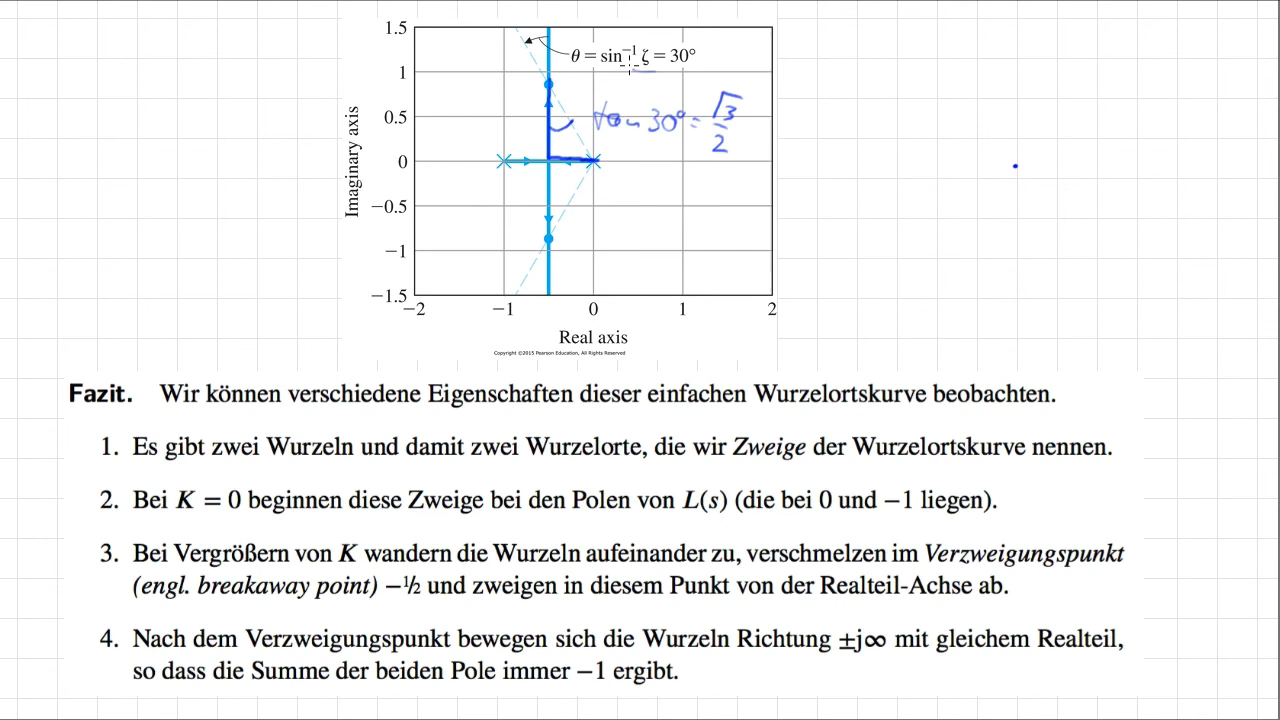 1.5
θ = sin⁻¹ ζ = 30°
1
0.5
tan 30° = √3/2
0
−0.5
−1
−1.5
Imaginary axis
−2 −1 0 1 2
Real axis
Copyright ©2015 Pearson Education, All Rights Reserved
Fazit. Wir können verschiedene Eigenschaften dieser einfachen Wurzelortskurve beobachten.
1. Es gibt zwei Wurzeln und damit zwei Wurzelorte, die wir Zweige der Wurzelortskurve nennen.
2. Bei K = 0 beginnen diese Zweige bei den Polen von L(s) (die bei 0 und −1 liegen).
3. Bei Vergrößern von K wandern die Wurzeln aufeinander zu, verschmelzen im Verzweigungspunkt
(engl. breakaway point) −½ und zweigen in diesem Punkt von der Realteil-Achse ab.
4. Nach dem Verzweigungspunkt bewegen sich die Wurzeln Richtung ±j∞ mit gleichem Realteil,
so dass die Summe der beiden Pole immer −1 ergibt.